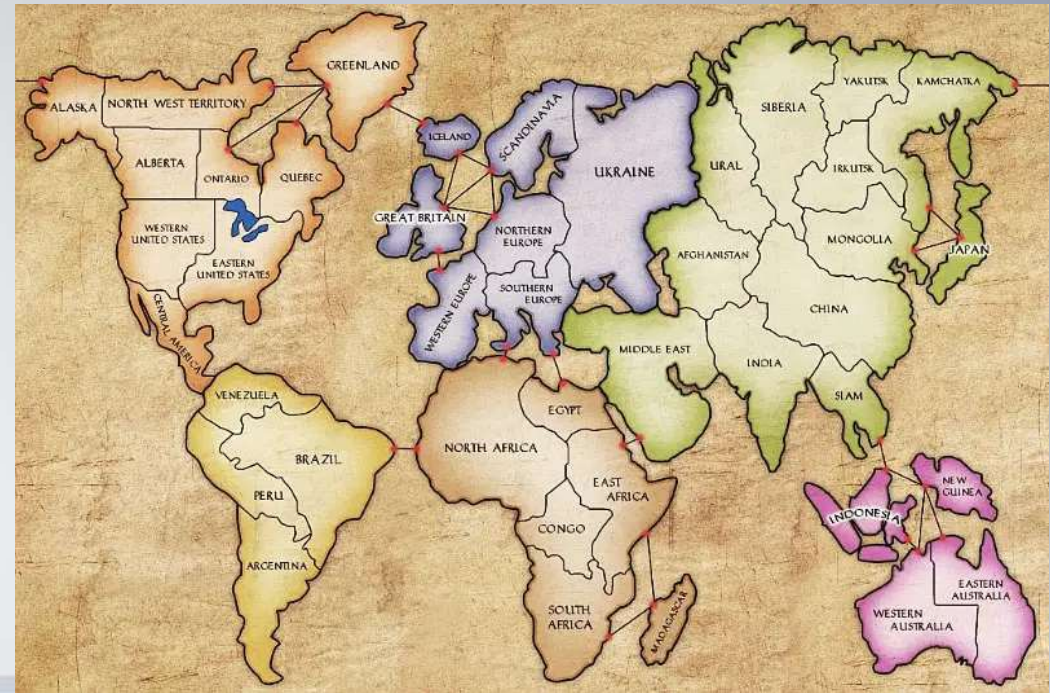 GREENLAND
ALASKA
NORTH WEST TERRITORY
ALBERTA
ONTARIO
QUEBEC
WESTERN
UNITED STATES
EASTERN
UNITED STATES
CENTRAL AMERICA
VENEZUELA
BRAZIL
PERU
ARGENTINA
ICELAND
SCANDINAVIA
UKRAINE
GREAT BRITAIN
NORTHERN
EUROPE
SOUTHERN
EUROPE
WESTERN EUROPE
NORTH AFRICA
EGYPT
EAST
AFRICA
CONGO
SOUTH
AFRICA
MADAGASCAR
SIBERIA
YAKUTSK
KAMCHATKA
URAL
IRKUTSK
MONGOLIA
JAPAN
AFGHANISTAN
CHINA
MIDDLE EAST
INDIA
SIAM
INDONESIA
NEW
GUINEA
WESTERN
AUSTRALIA
EASTERN
AUSTRALIA